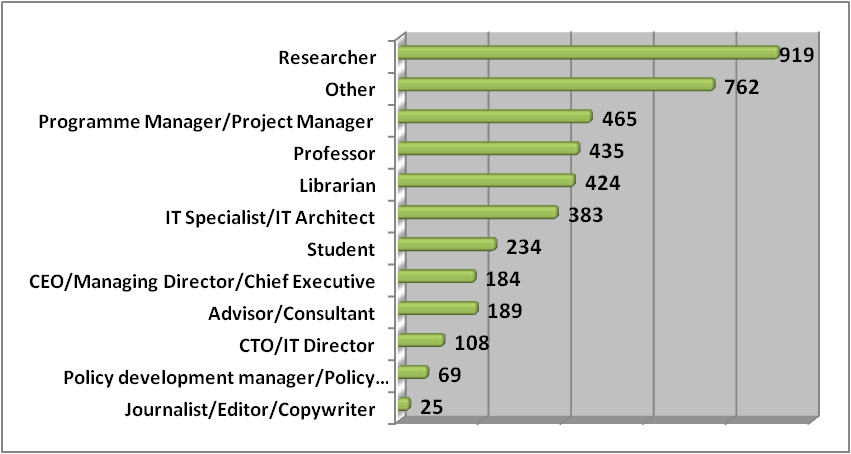 Researcher 919
Other 762
Programme Manager/Project Manager 465
Professor 435
Librarian 424
IT Specialist/IT Architect 383
Student 234
CEO/Managing Director/Chief Executive 184
Advisor/Consultant 189
CTO/IT Director 108
Policy development manager/Policy... 69
Journalist/Editor/Copywriter 25